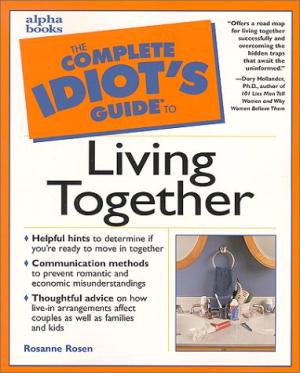 alpha
books
THE
COMPLETE
IDIOT'S
GUIDE® TO
"Offers a road map
for living together
successfully and
overcoming the
hidden traps
that await the
uninformed."
—Dory Hollander,
Ph.D., author of
101 Lies Men Tell
Women and Why
Women Believe Them
Living
Together
Helpful hints to determine if
you're ready to move in together
Communication methods
to prevent romantic and
economic misunderstandings
Thoughtful advice on how
live-in arrangements affect
couples as well as families
and kids
Rosanne Rosen